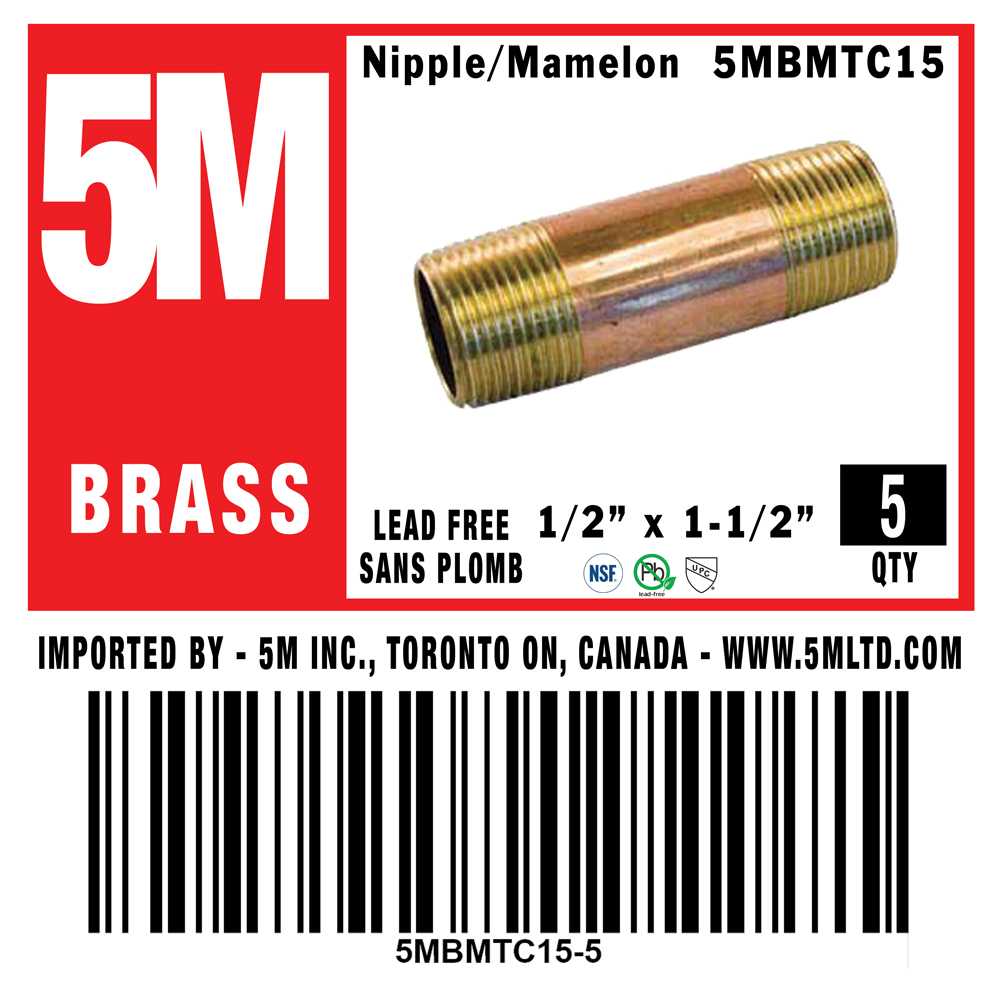 5M
BRASS
Nipple/Mamelon 5MBMTC15
LEAD FREE 1/2” x 1-1/2”
SANS PLOMB
NSF
Pb
lead-free
UPC
5
QTY
IMPORTED BY - 5M INC., TORONTO ON, CANADA - WWW.5MLTD.COM
5MBMTC15-5